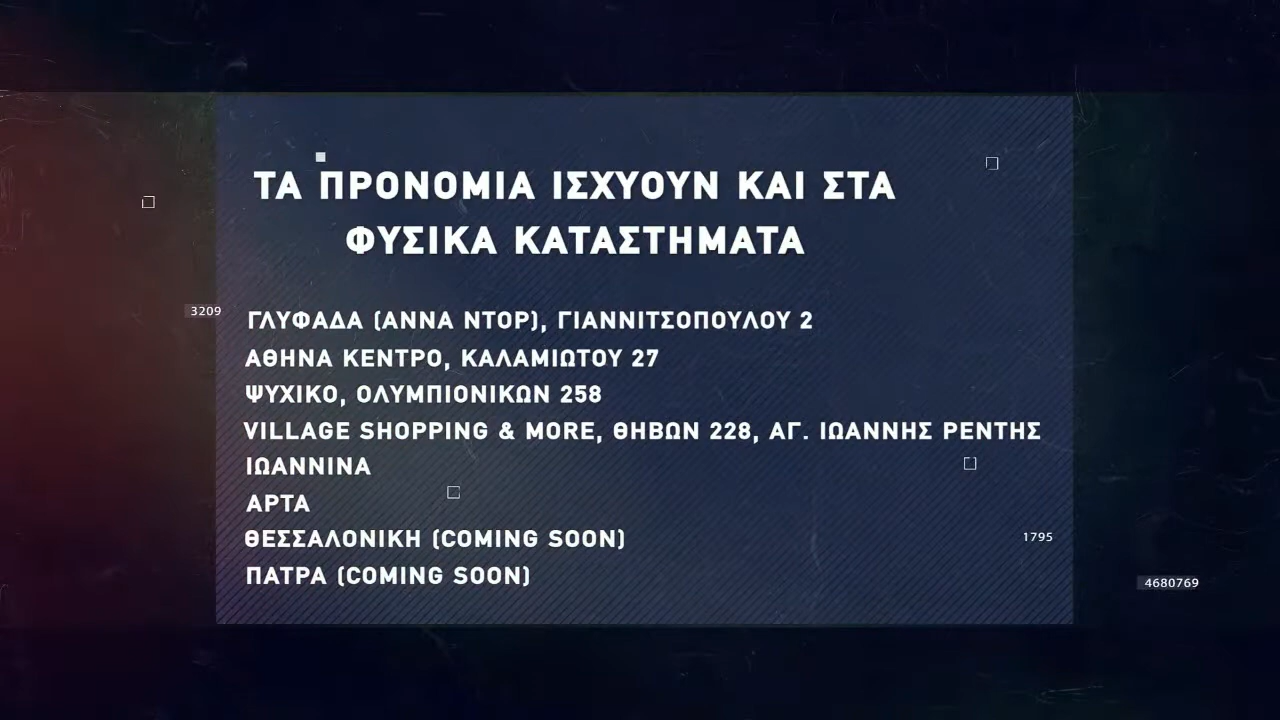 ΤΑ ΠΡΟΝΟΜΙΑ ΙΣΧΥΟΥΝ ΚΑΙ ΣΤΑ
ΦΥΣΙΚΑ ΚΑΤΑΣΤΗΜΑΤΑ
3209
ΓΛΥΦΑΔΑ (ΑΝΝΑ ΝΤΟΡ), ΓΙΑΝΝΙΤΣΟΠΟΥΛΟΥ 2
ΑΘΗΝΑ ΚΕΝΤΡΟ, ΚΑΛΑΜΙΩΤΟΥ 27
ΨΥΧΙΚΟ, ΟΛΥΜΠΙΟΝΙΚΩΝ 258
VILLAGE SHOPPING & MORE, ΘΗΒΩΝ 228, ΑΓ. ΙΩΑΝΝΗΣ ΡΕΝΤΗΣ
ΙΩΑΝΝΙΝΑ
ΑΡΤΑ
ΘΕΣΣΑΛΟΝΙΚΗ (COMING SOON)
1795
ΠΑΤΡΑ (COMING SOON)
4680769